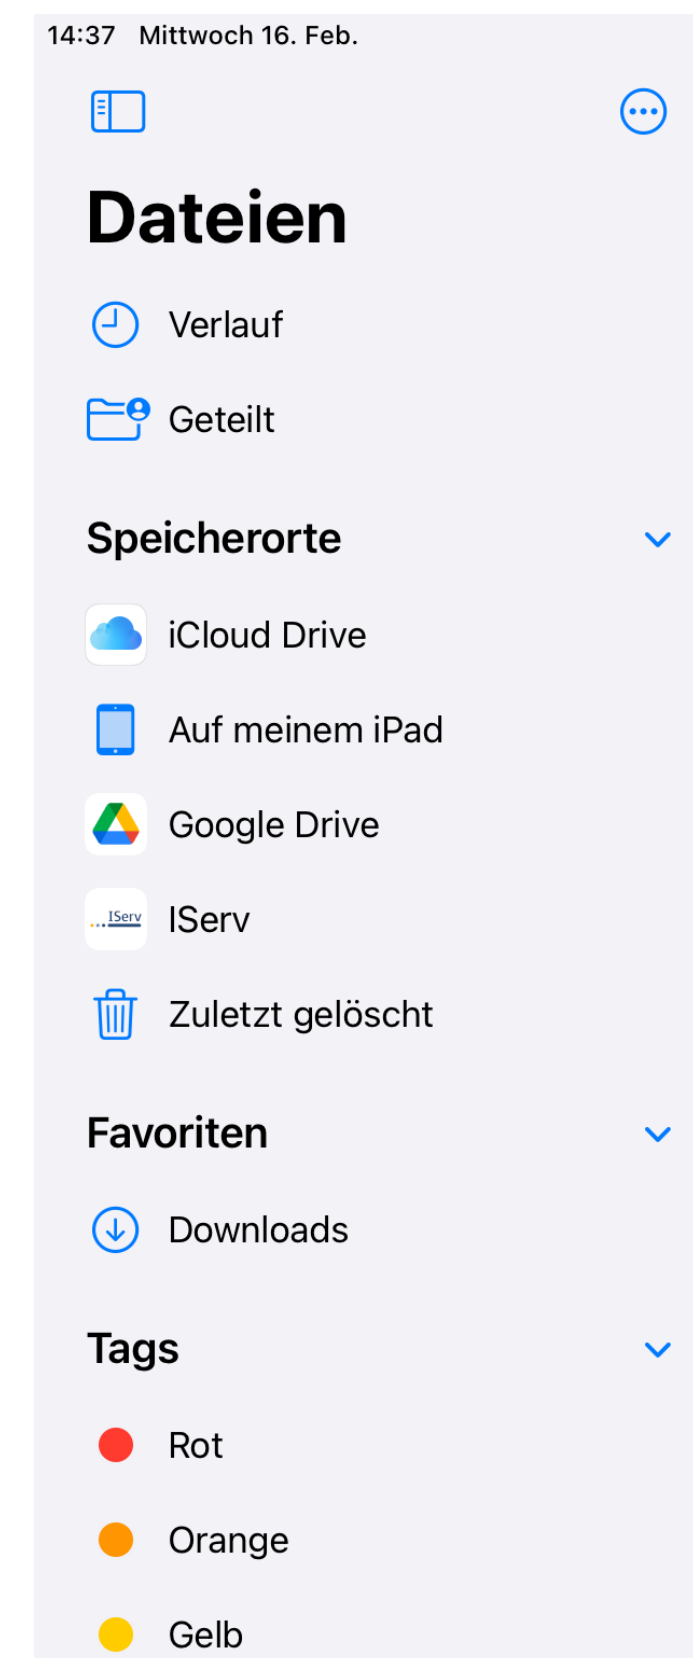 14:37 Mittwoch 16. Feb.
Dateien
Verlauf
Geteilt
Speicherorte
iCloud Drive
Auf meinem iPad
Google Drive
IServ IServ
Zuletzt gelöscht
Favoriten
Downloads
Tags
Rot
Orange
Gelb